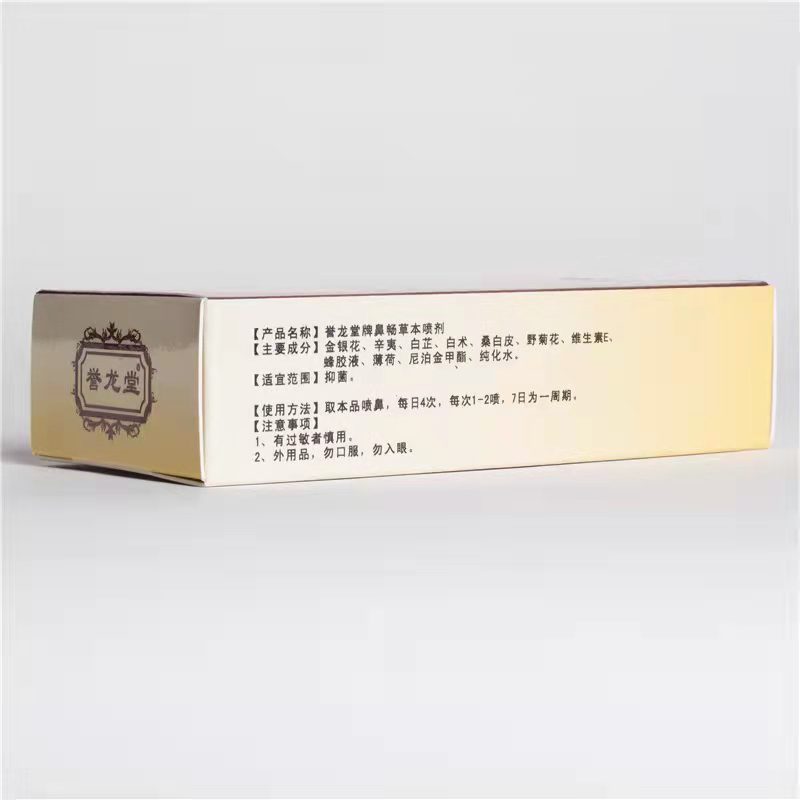 誉龙堂
【产品名称】誉龙堂牌鼻畅草本喷剂
【主要成分】金银花、辛夷、白芷、白术、桑白皮、野菊花、维生素E、
蜂胶液、薄荷、尼泊金甲酯、纯化水。
【适宜范围】抑菌。
【使用方法】取本品喷鼻，每日4次，每次1-2喷，7日为一周期。
【注意事项】
1、有过敏者慎用。
2、外用品，勿口服，勿入眼。